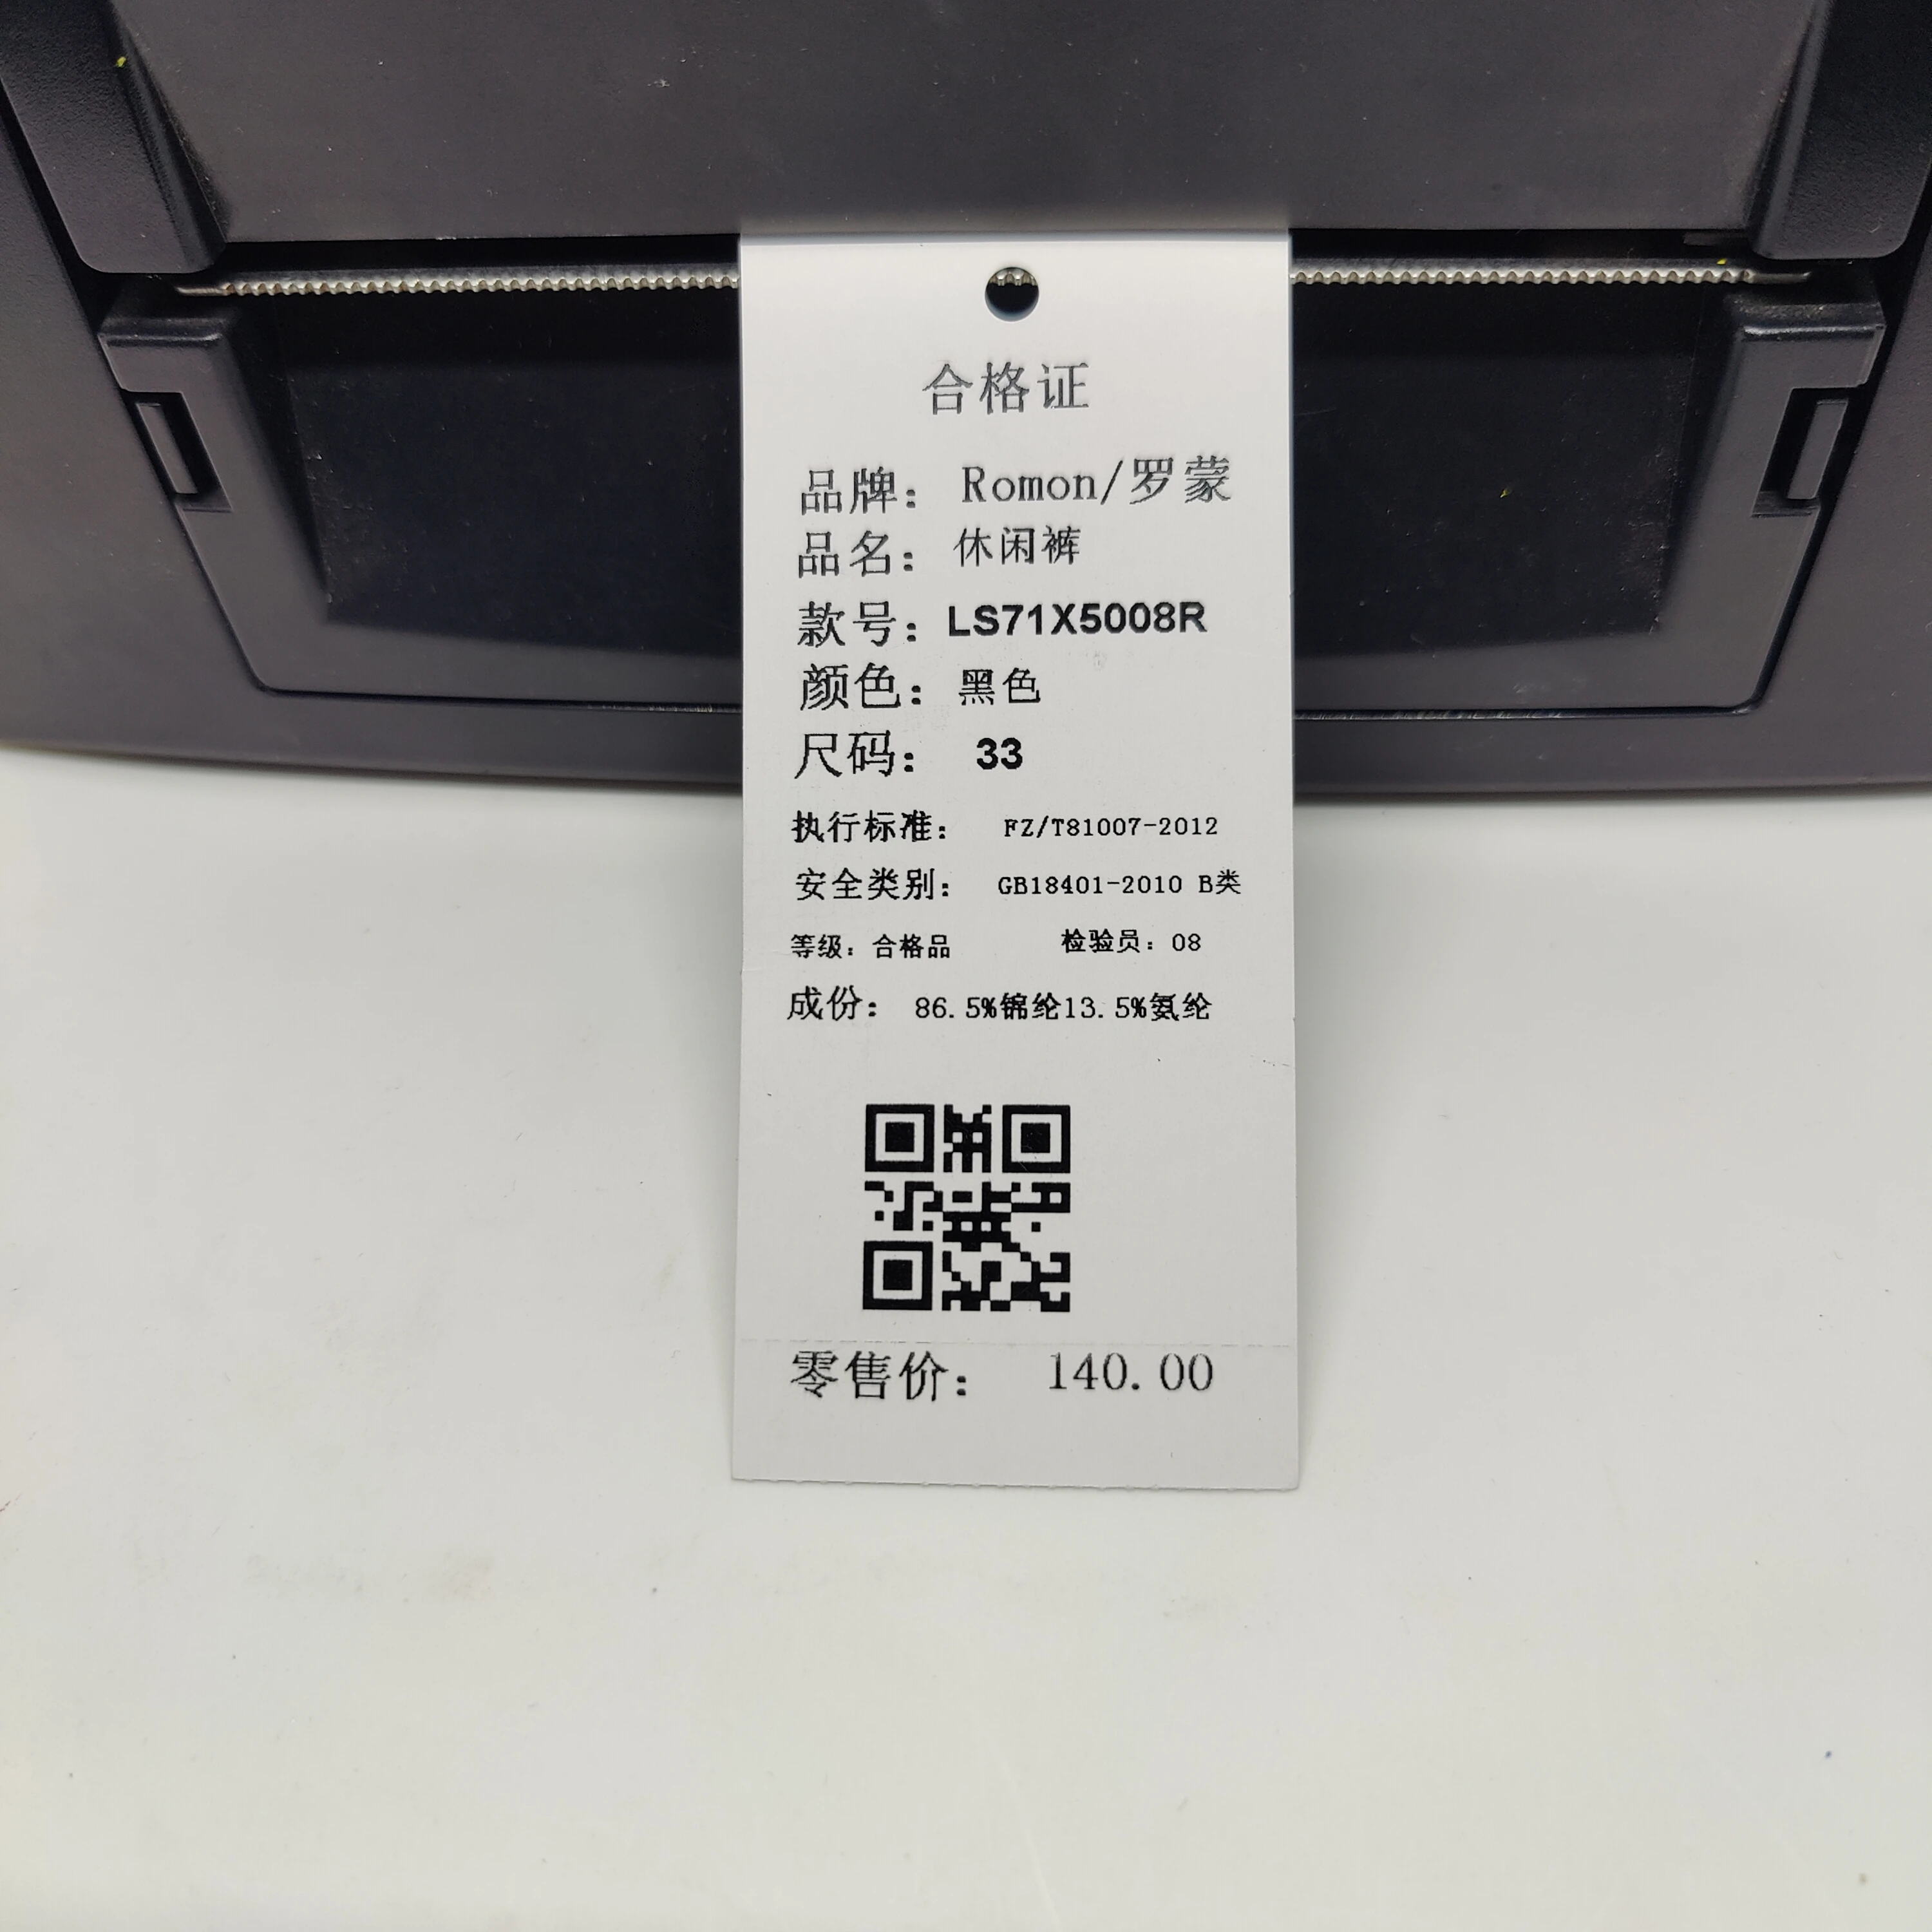 合格证
品牌： Romon/罗蒙
品名：休闲裤
款号：LS71X5008R
颜色：黑色
尺码： 33
执行标准： FZ/T81007-2012
安全类别： GB18401-2010 B类
等级：合格品 检验员：08
成份： 86.5%锦纶13.5%氨纶
零售价： 140.00